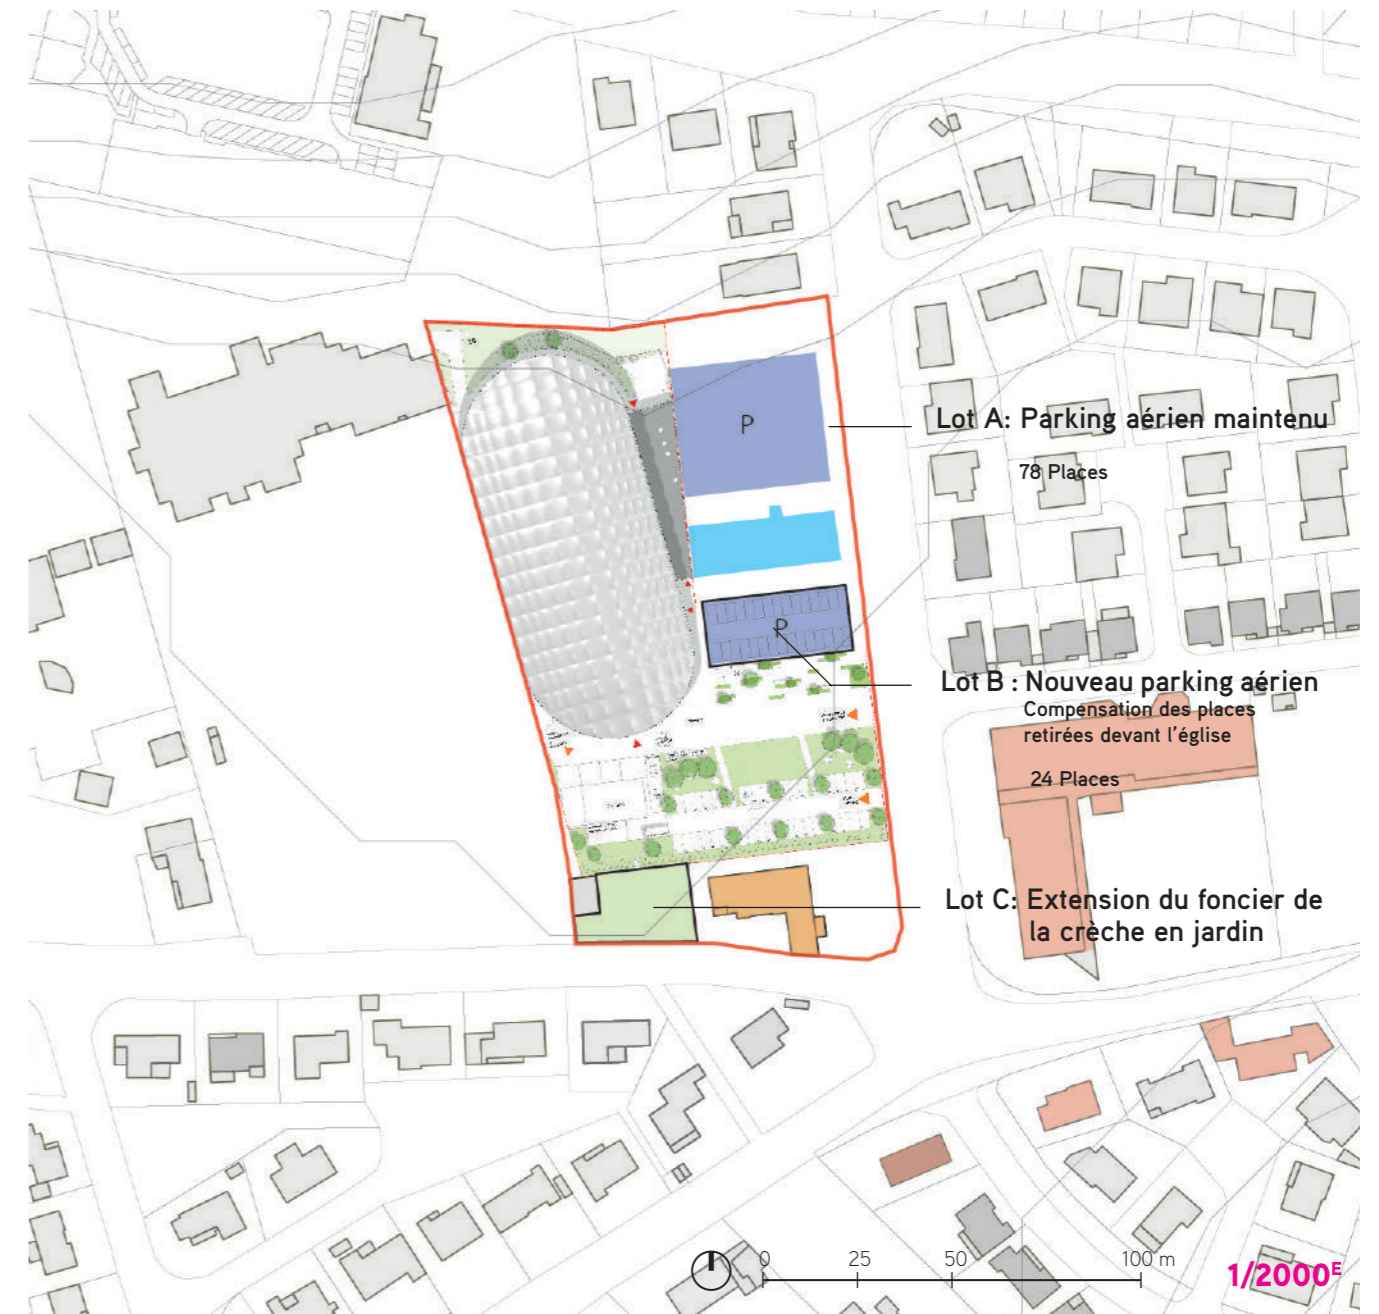 P
Lot A: Parking aérien maintenu
78 Places
P
Lot B : Nouveau parking aérien
Compensation des places
retirées devant l'église
24 Places
Lot C: Extension du foncier de
la crèche en jardin
0 25 50 100 m
1/2000E